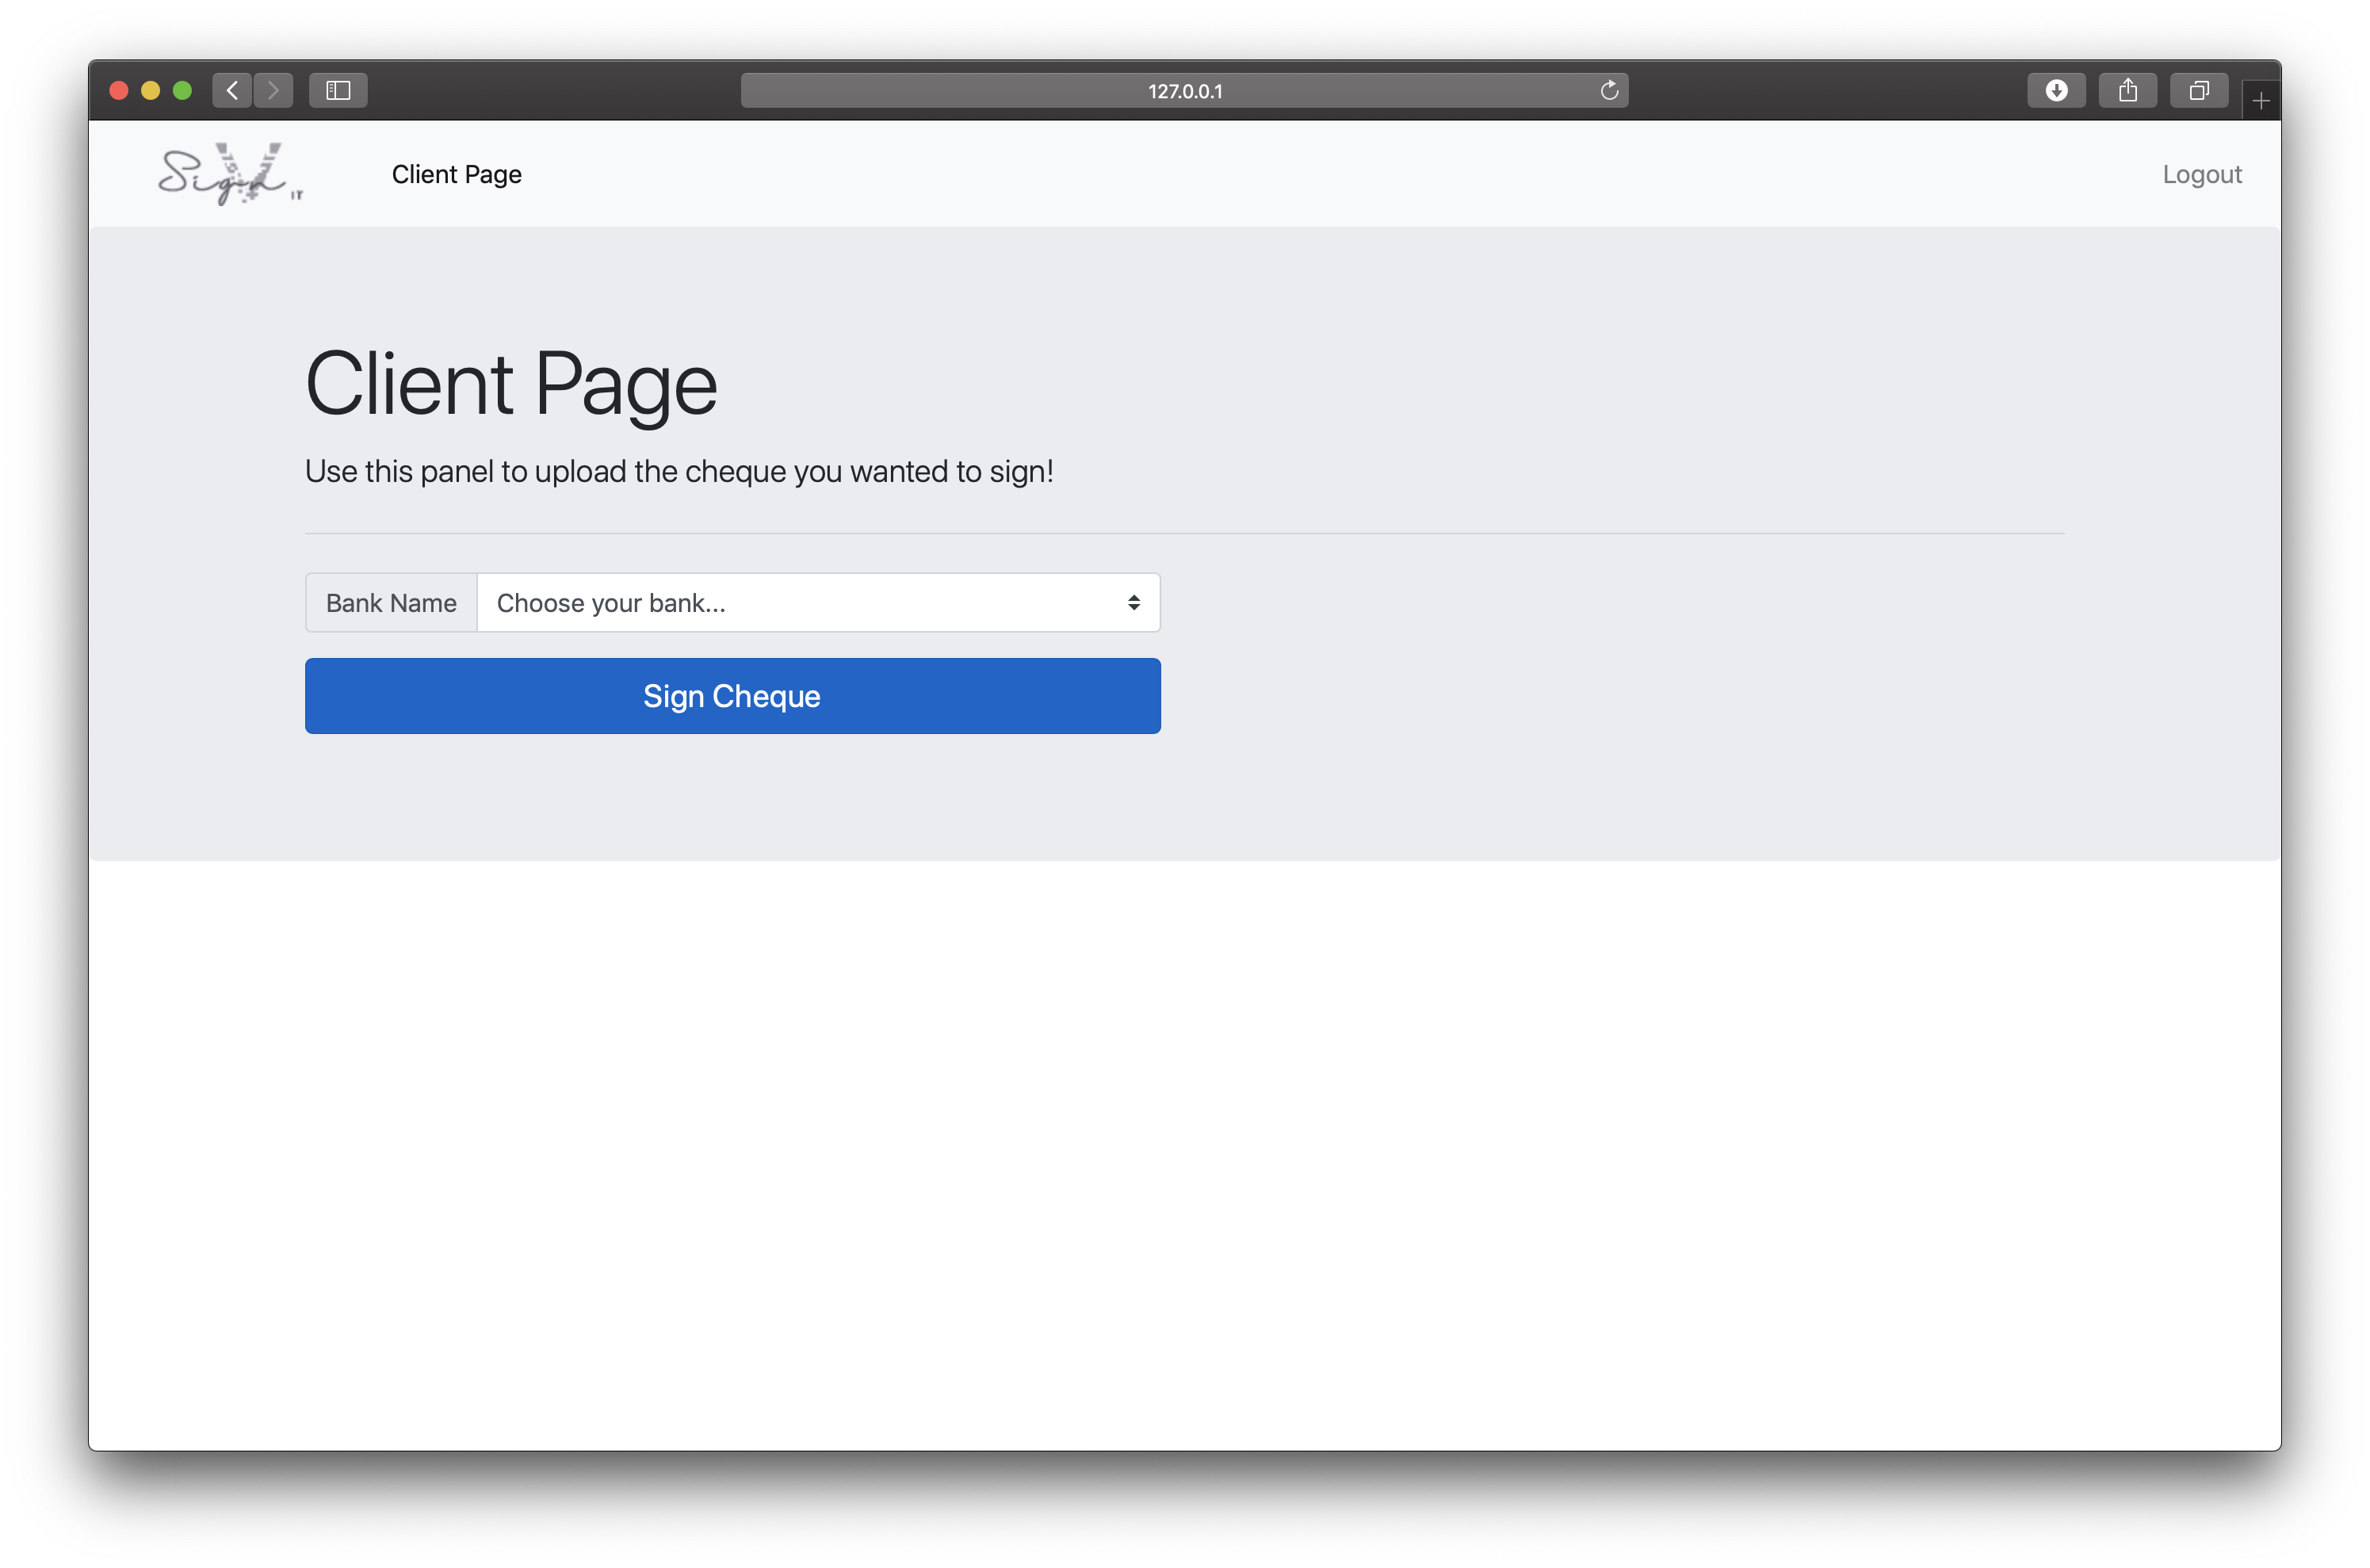 127.0.0.1
Sign
Client Page
Logout
Client Page
Use this panel to upload the cheque you wanted to sign!
Bank Name
Choose your bank...
Sign Cheque